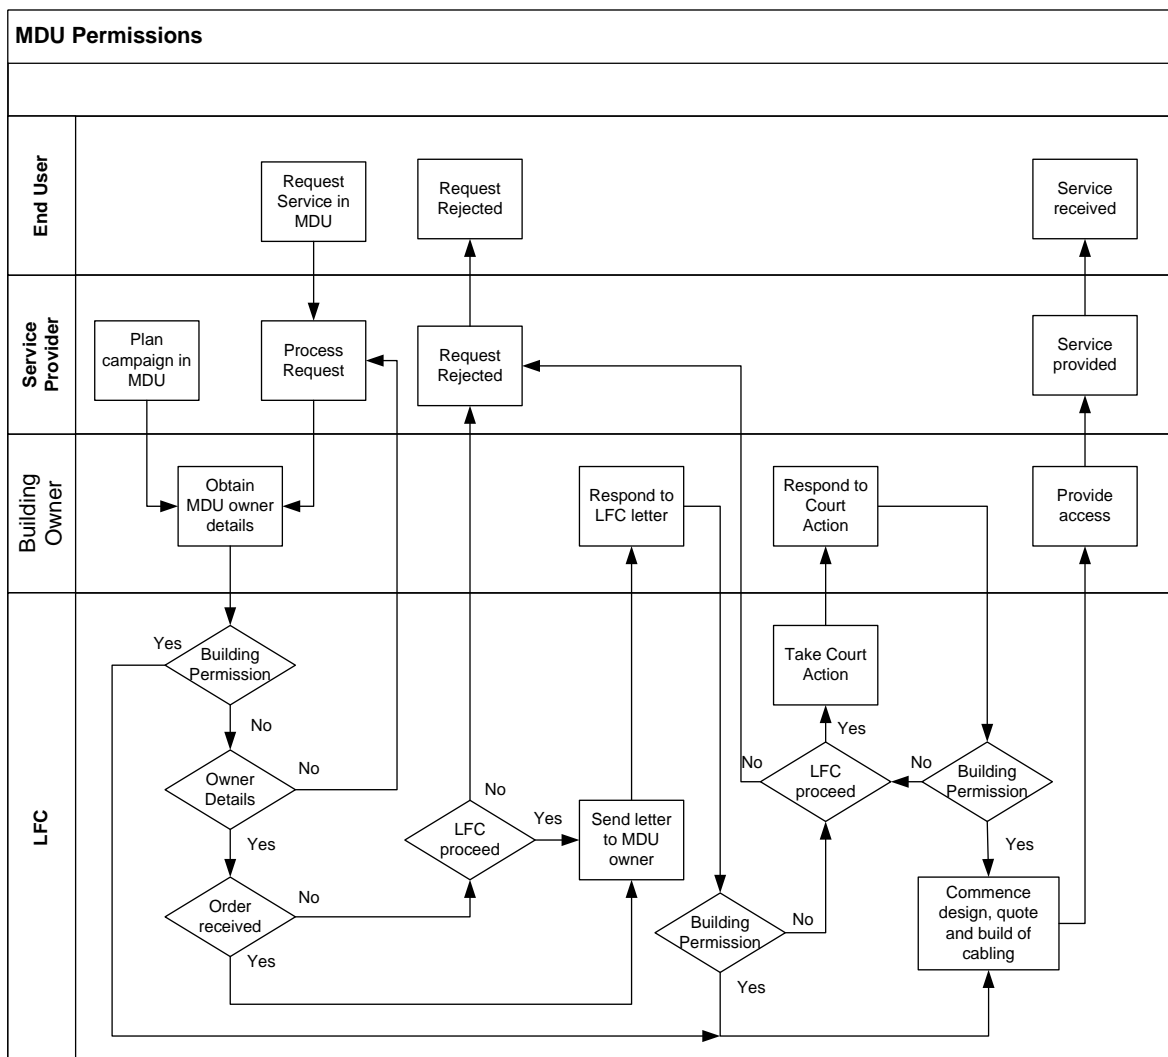 MDU Permissions
End User
Request
Service in
MDU
Request
Rejected
Service
received
Service
Provider
Plan
campaign in
MDU
Process
Request
Request
Rejected
Service
provided
Building
Owner
Obtain
MDU owner
details
Respond to
LFC letter
Respond to
Court
Action
Provide
access
LFC
Yes
Building
Permission
No
Owner
Details
No
Yes
Order
received
No
Yes
No
LFC
proceed
Yes
Send letter
to MDU
owner
Building
Permission
No
Yes
Take Court
Action
Yes
No
LFC
proceed
No
Building
Permission
Yes
Commence
design, quote
and build of
cabling